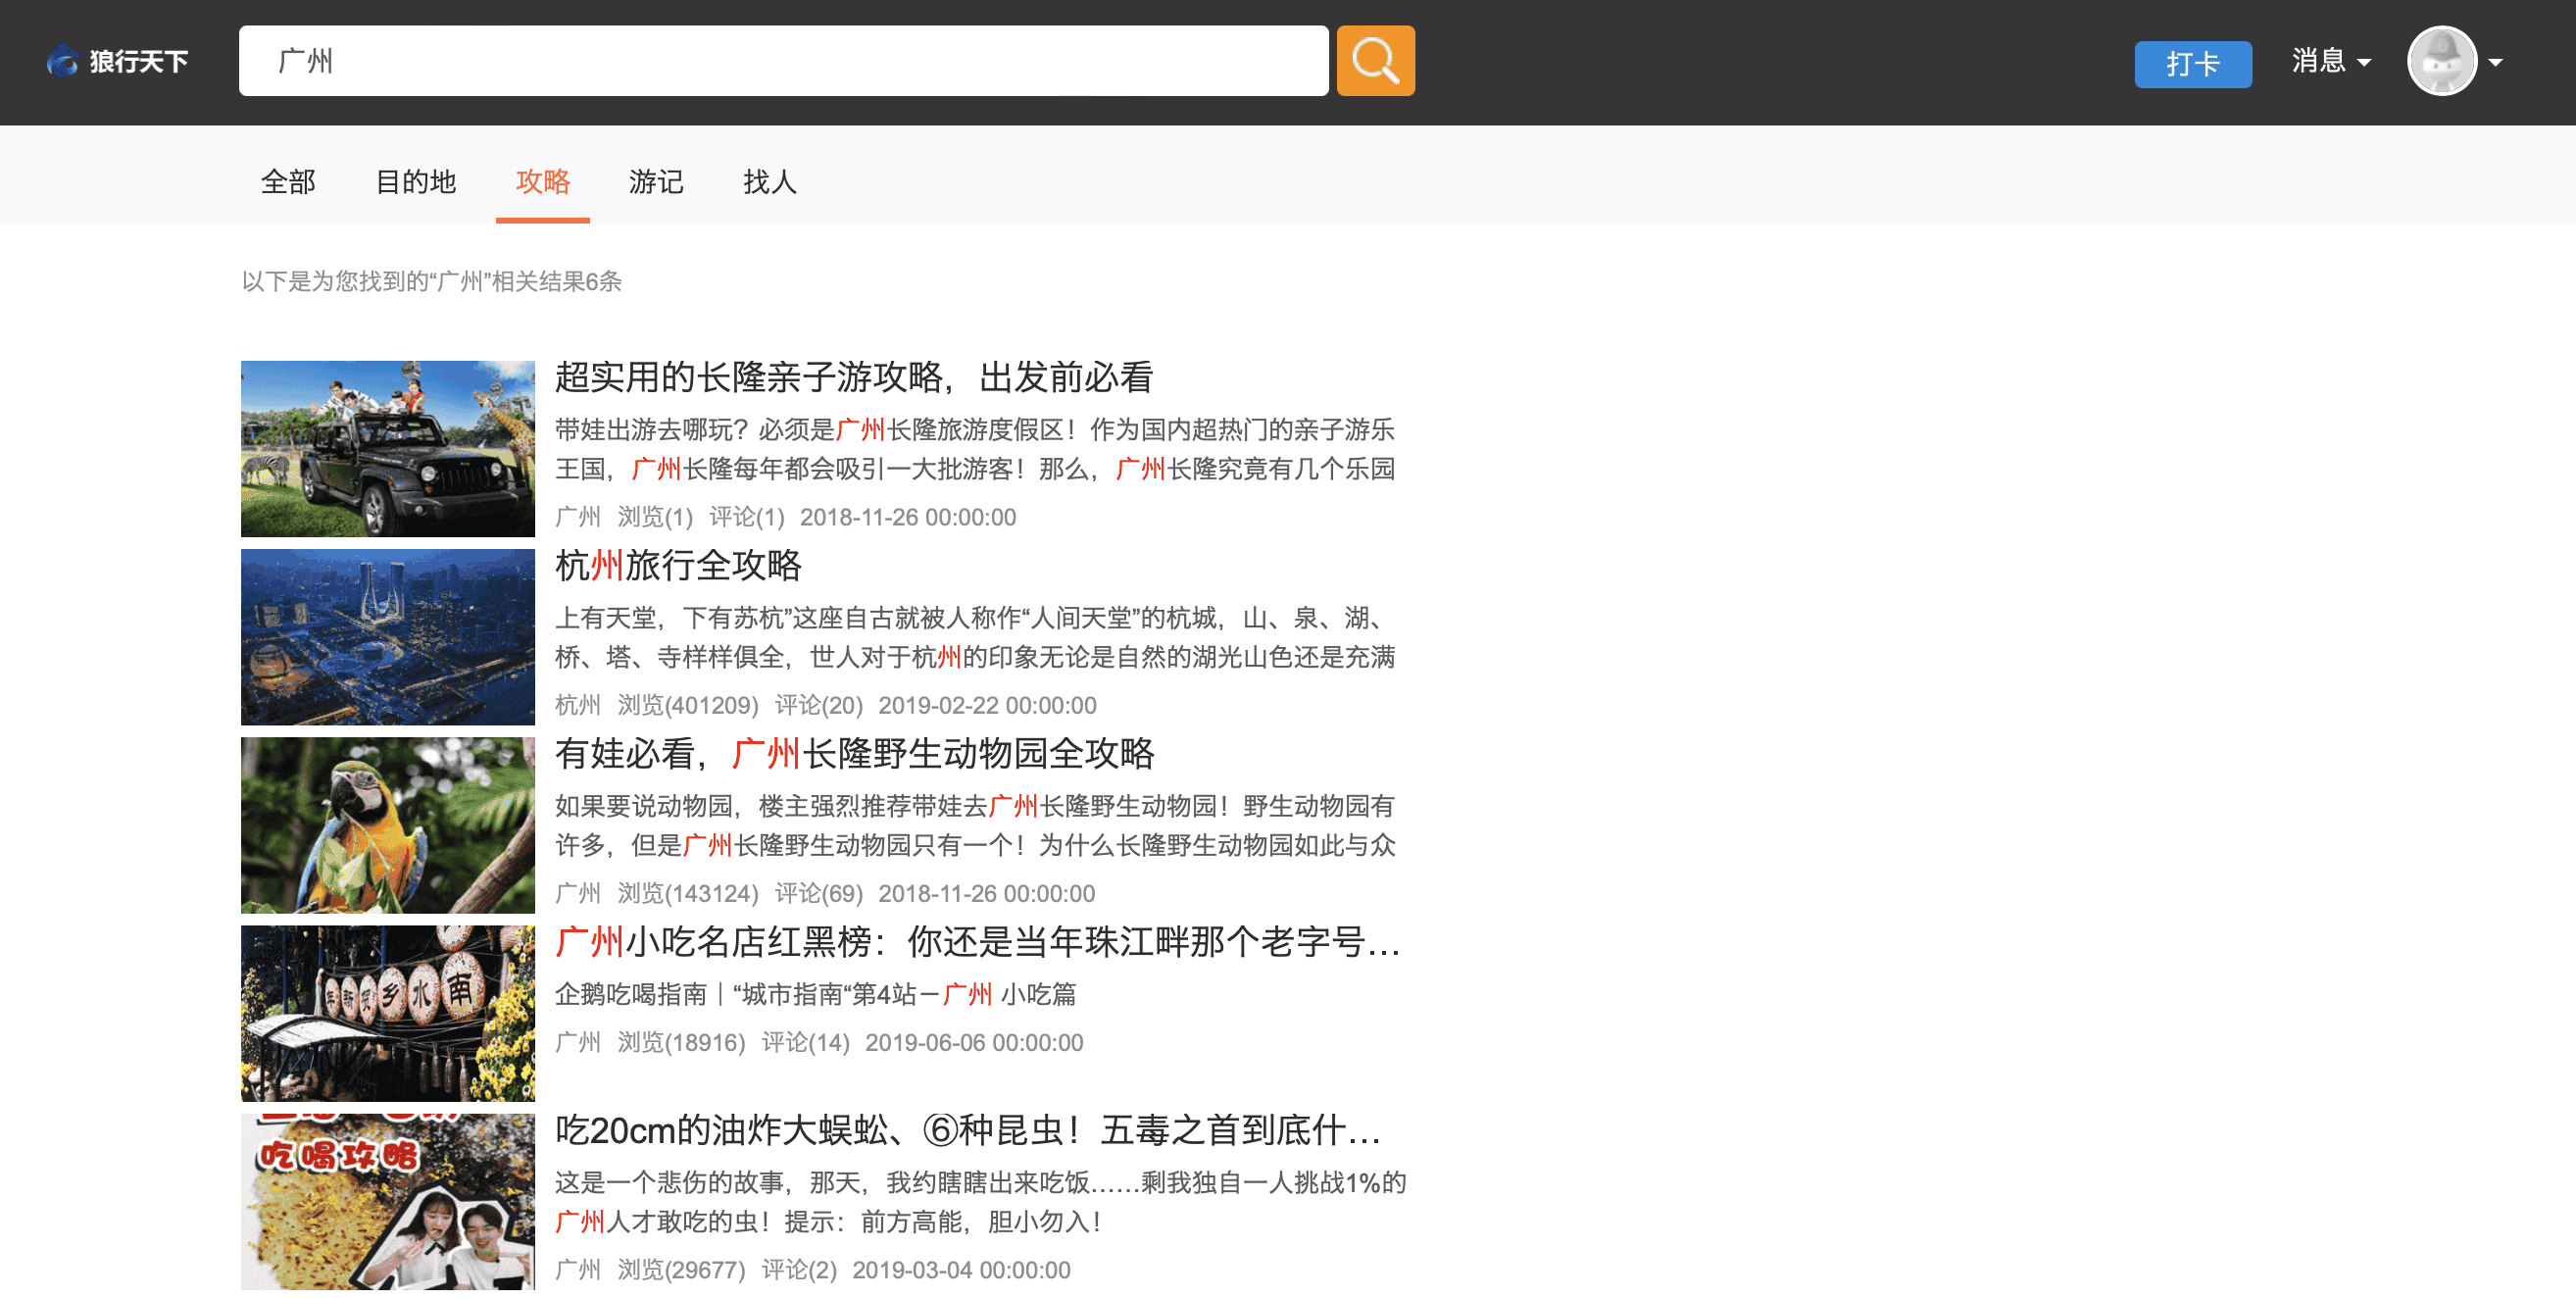 狼行天下
广州
打卡
消息
全部
目的地
攻略
游记
找人
以下是为您找到的“广州”相关结果6条
超实用的长隆亲子游攻略，出发前必看
带娃出游去哪玩？必须是广州长隆旅游度假区！作为国内超热门的亲子游乐
王国，广州长隆每年都会吸引一大批游客！那么，广州长隆究竟有几个乐园
广州 浏览(1) 评论(1) 2018-11-26 00:00:00
杭州旅行全攻略
上有天堂，下有苏杭”这座自古就被人称作“人间天堂”的杭城，山、泉、湖、
桥、塔、寺样样俱全，世人对于杭州的印象无论是自然的湖光山色还是充满
杭州 浏览(401209) 评论(20) 2019-02-22 00:00:00
有娃必看，广州长隆野生动物园全攻略
如果要说动物园，楼主强烈推荐带娃去广州长隆野生动物园！野生动物园有
许多，但是广州长隆野生动物园只有一个！为什么长隆野生动物园如此与众
广州 浏览(143124) 评论(69) 2018-11-26 00:00:00
南水乡
广州小吃名店红黑榜：你还是当年珠江畔那个老字号...
企鹅吃喝指南｜“城市指南“第4站－广州 小吃篇
广州 浏览(18916) 评论(14) 2019-06-06 00:00:00
吃喝攻略
吃20cm的油炸大蜈蚣、⑥种昆虫！五毒之首到底什...
这是一个悲伤的故事，那天，我约瞎瞎出来吃饭......剩我独自一人挑战1%的
广州人才敢吃的虫！提示：前方高能，胆小勿入！
广州 浏览(29677) 评论(2) 2019-03-04 00:00:00